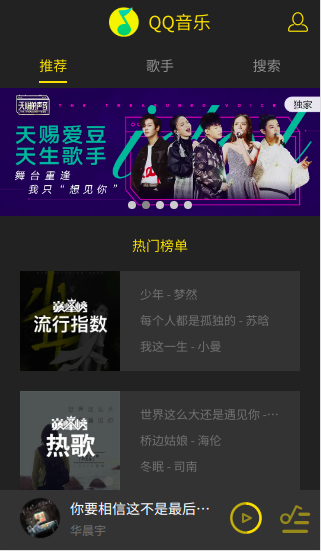 QQ音乐
推荐
歌手
搜索
天赐的声音
独家
天赐爱豆
天生歌手
舞台重逢
我只“想见你”
热门榜单
巅峰榜
流行指数
少年 - 梦然
每个人都是孤独的 - 苏晗
我这一生 - 小曼
巅峰榜
热歌
世界这么大还是遇见你 -···
桥边姑娘 - 海伦
冬眠 - 司南
你要相信这不是最后···
华晨宇